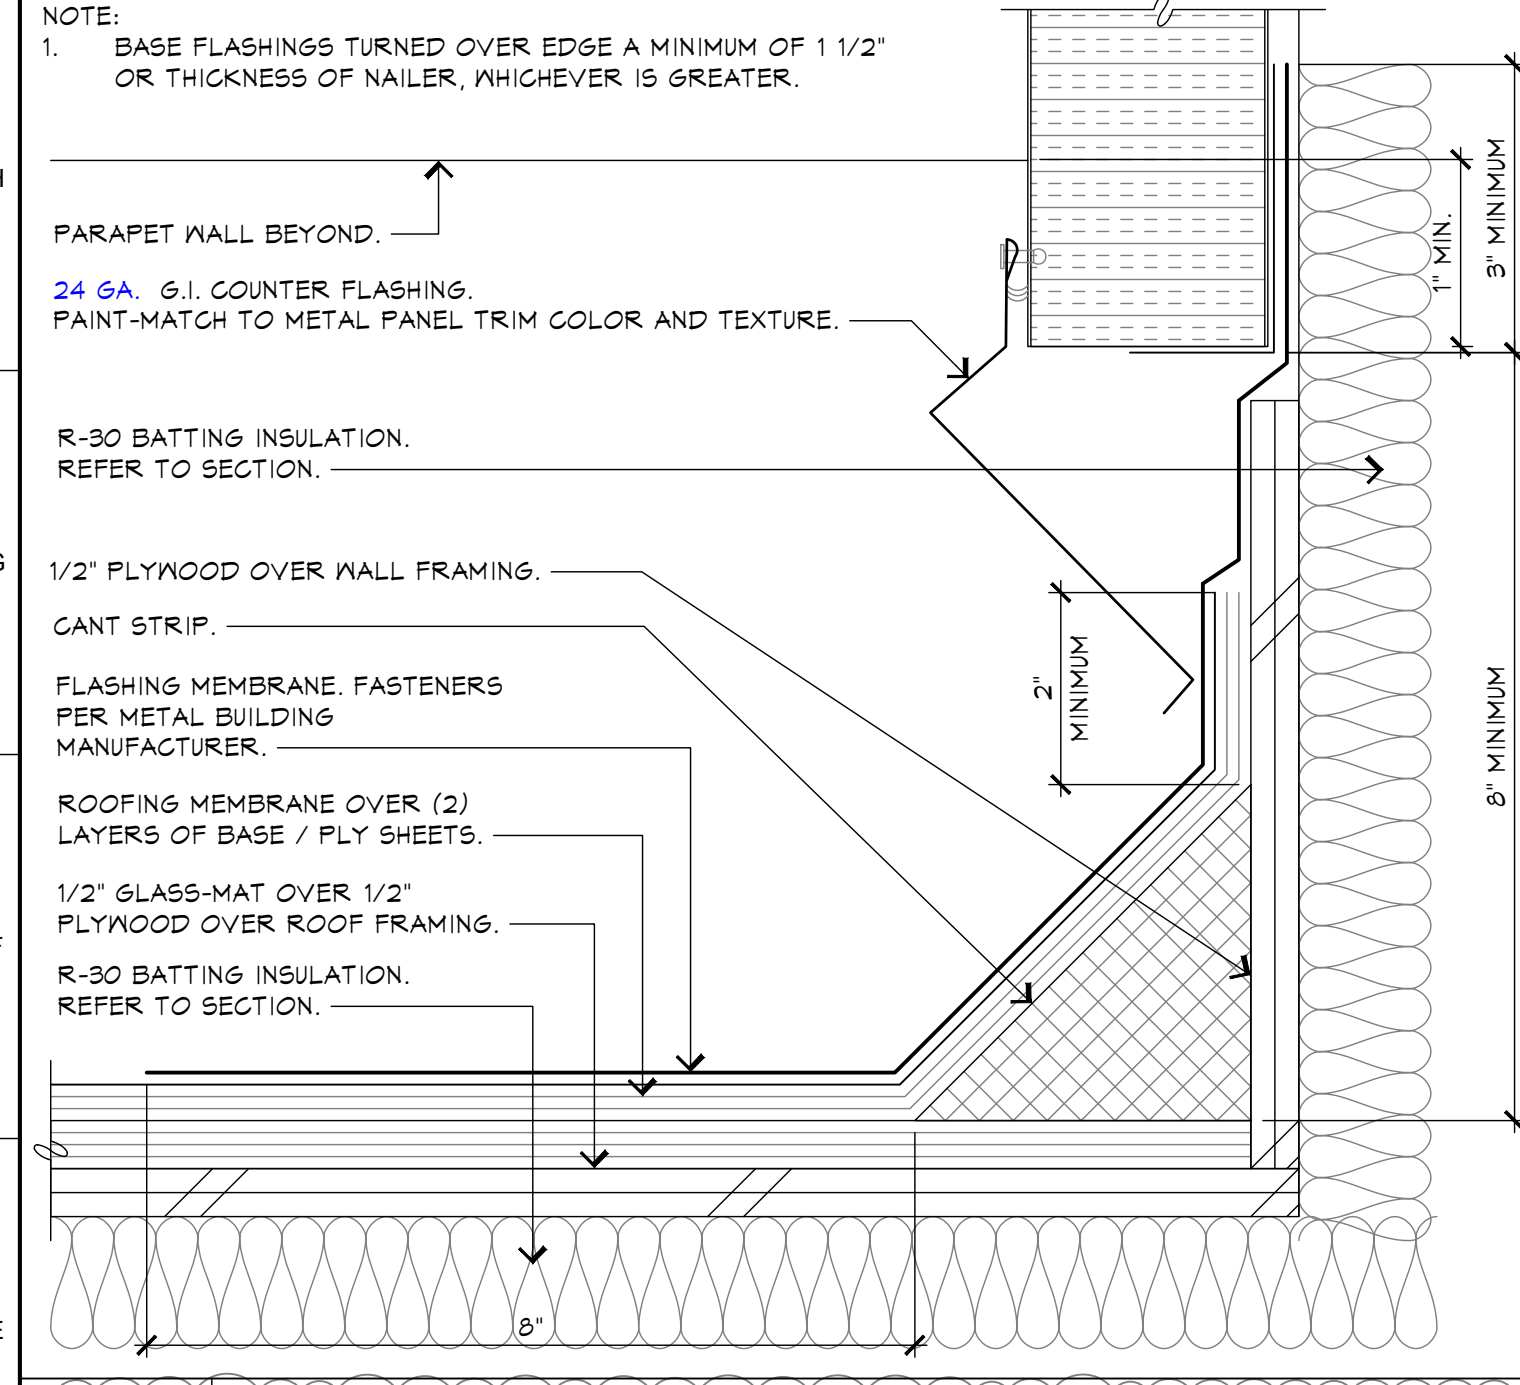 NOTE:
1. BASE FLASHINGS TURNED OVER EDGE A MINIMUM OF 1 1/2"
OR THICKNESS OF NAILER, WHICHEVER IS GREATER.
PARAPET WALL BEYOND.
24 GA. G.I. COUNTER FLASHING.
PAINT-MATCH TO METAL PANEL TRIM COLOR AND TEXTURE.
R-30 BATTING INSULATION.
REFER TO SECTION.
1/2" PLYWOOD OVER WALL FRAMING.
CANT STRIP.
FLASHING MEMBRANE. FASTENERS
PER METAL BUILDING
MANUFACTURER.
ROOFING MEMBRANE OVER (2)
LAYERS OF BASE / PLY SHEETS.
1/2" GLASS-MAT OVER 1/2"
PLYWOOD OVER ROOF FRAMING.
R-30 BATTING INSULATION.
REFER TO SECTION.
1" MIN.
3" MINIMUM
2"
MINIMUM
8" MINIMUM
8"